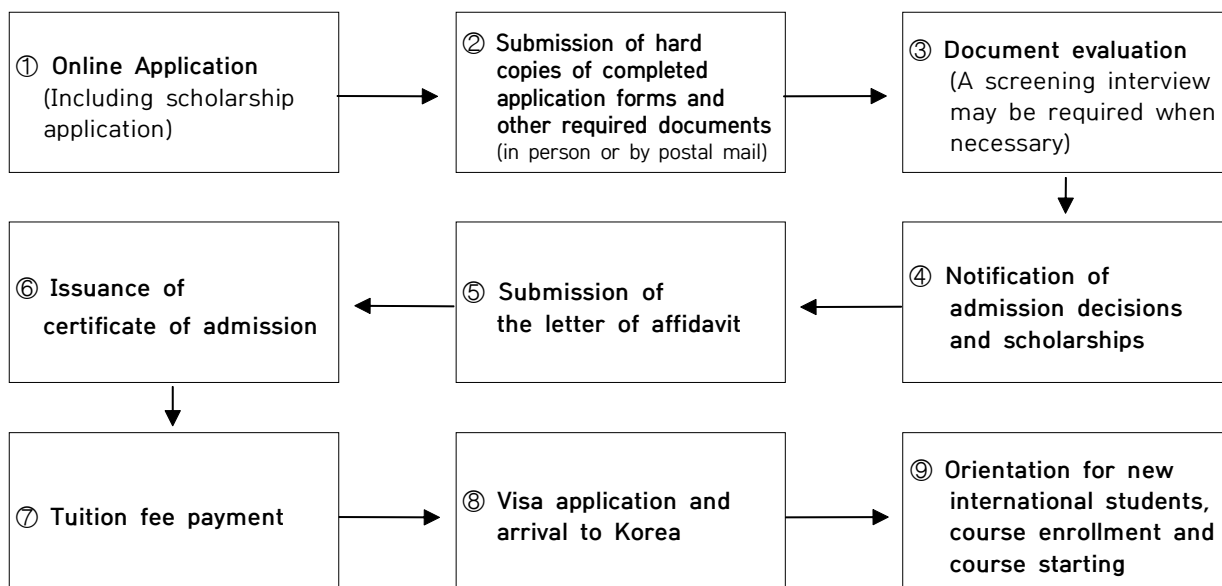 ① Online Application
(Including scholarship
application)
② Submission of hard
copies of completed
application forms and
other required documents
(in person or by postal mail)
③ Document evaluation
(A screening interview
may be required when
necessary)
④ Notification of
admission decisions
and scholarships
⑤ Submission of
the letter of affidavit
⑥ Issuance of
certificate of admission
⑦ Tuition fee payment
⑧ Visa application and
arrival to Korea
⑨ Orientation for new
international students,
course enrollment and
course starting